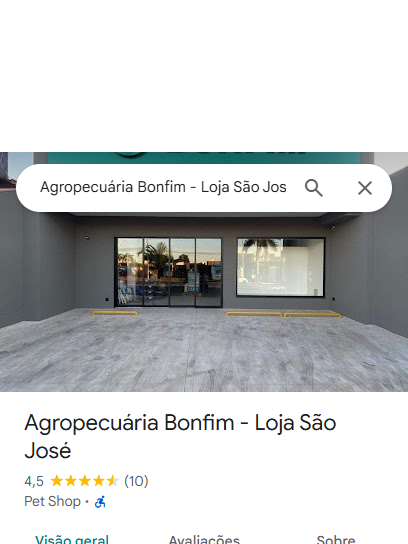 Agropecuária Bonfim - Loja São Jos
Agropecuária Bonfim - Loja São
José
4,5 (10)
Pet Shop ·
Visão geral Avaliações Sobre